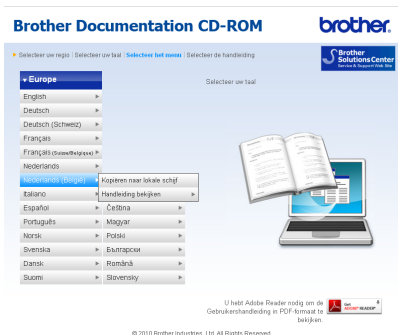 Brother Documentation CD-ROM
brother.
Selecteer uw regio | Selecteer uw taal | Selecteer het menu | Selecteer de handleiding
Brother
SolutionsCenter
Service & Support Web Site
Europe
Selecteer uw taal
English
Deutsch
Deutsch (Schweiz)
Français
Français (Suisse/Belgique)
Nederlands
Nederlands (België)
Kopiëren naar lokale schijf
Italiano
Handleiding bekijken
Español
Čeština
Português
Magyar
Norsk
Polski
Svenska
Български
Dansk
Română
Suomi
Slovensky
U hebt Adobe Reader nodig om de
Gebruikershandleiding in PDF-formaat te
bekijken.
Get
ADOBE® READER®
© 2010 Brother Industries, Ltd. All Rights Reserved.